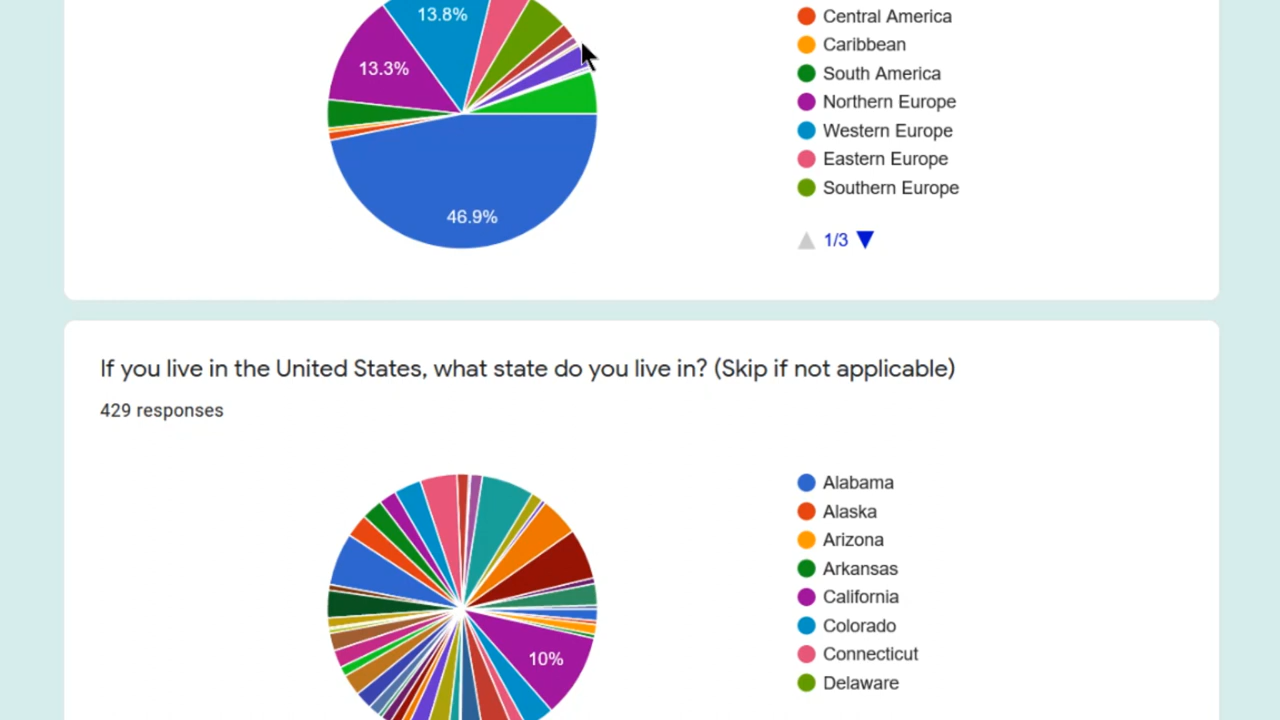 13.8%
13.3%
46.9%
Central America
Caribbean
South America
Northern Europe
Western Europe
Eastern Europe
Southern Europe
1/3
If you live in the United States, what state do you live in? (Skip if not applicable)
429 responses
10%
Alabama
Alaska
Arizona
Arkansas
California
Colorado
Connecticut
Delaware